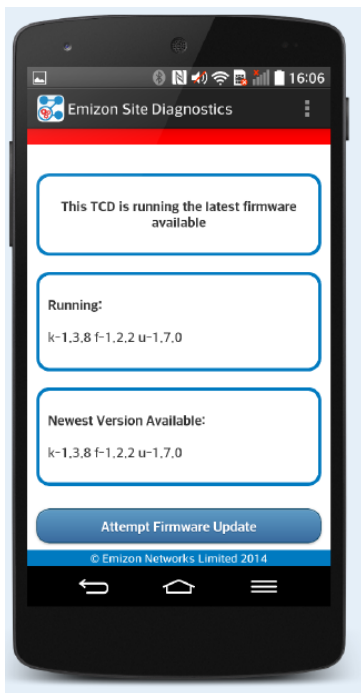 16:06
Emizon Site Diagnostics
This TCD is running the latest firmware
available
Running:
k-1.3.8 f-1.2.2 u-1.7.0
Newest Version Available:
k-1.3.8 f-1.2.2 u-1.7.0
Attempt Firmware Update
© Emizon Networks Limited 2014